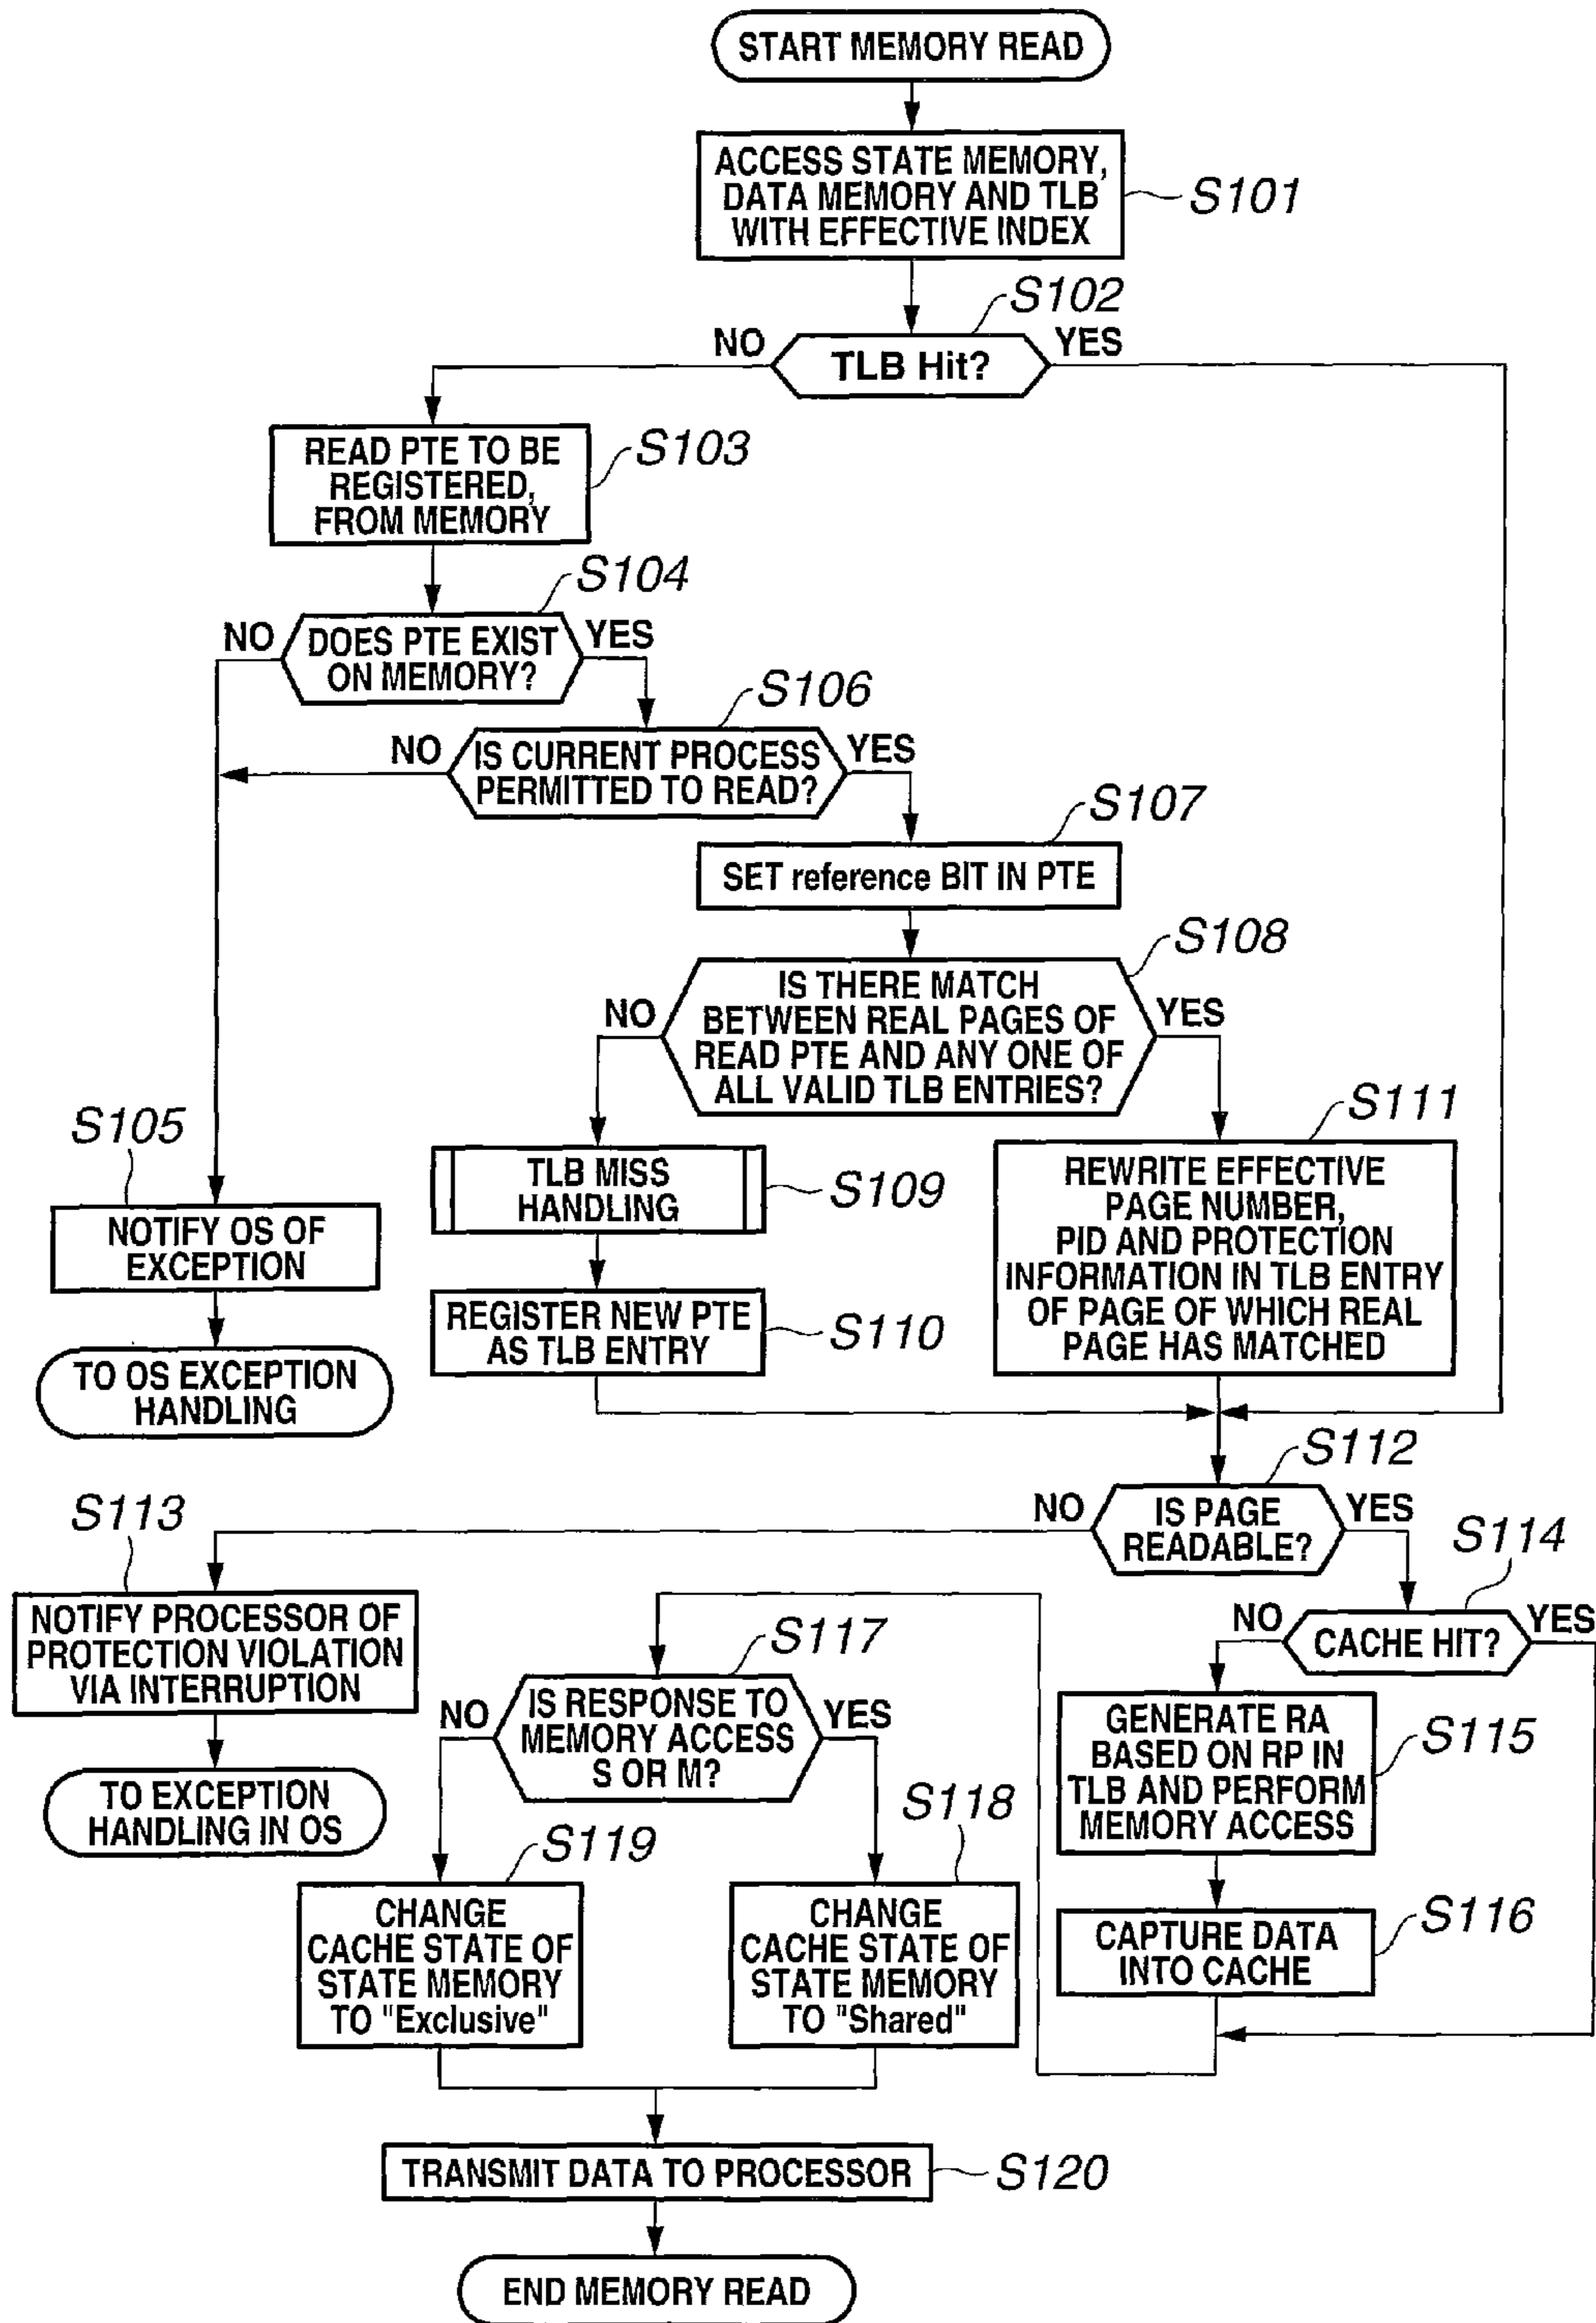 START MEMORY READ
ACCESS STATE MEMORY,
DATA MEMORY AND TLB
WITH EFFECTIVE INDEX
S101
S102
NO
TLB Hit?
YES
READ PTE TO BE
REGISTERED,
FROM MEMORY
S103
S104
NO
DOES PTE EXIST
ON MEMORY?
YES
S106
NO
IS CURRENT PROCESS
PERMITTED TO READ?
YES
S107
SET reference BIT IN PTE
S108
NO
IS THERE MATCH
BETWEEN REAL PAGES OF
READ PTE AND ANY ONE OF
ALL VALID TLB ENTRIES?
YES
S105
NOTIFY OS OF
EXCEPTION
TO OS EXCEPTION
HANDLING
TLB MISS
HANDLING
S109
REGISTER NEW PTE
AS TLB ENTRY
S110
S111
REWRITE EFFECTIVE
PAGE NUMBER,
PID AND PROTECTION
INFORMATION IN TLB ENTRY
OF PAGE OF WHICH REAL
PAGE HAS MATCHED
S112
NO
IS PAGE
READABLE?
YES
S113
NOTIFY PROCESSOR OF
PROTECTION VIOLATION
VIA INTERRUPTION
TO EXCEPTION
HANDLING IN OS
S114
NO
CACHE HIT?
YES
GENERATE RA
BASED ON RP IN
TLB AND PERFORM
MEMORY ACCESS
S115
CAPTURE DATA
INTO CACHE
S116
S117
NO
IS RESPONSE TO
MEMORY ACCESS
S OR M?
YES
S119
CHANGE
CACHE STATE OF
STATE MEMORY
TO "Exclusive"
S118
CHANGE
CACHE STATE OF
STATE MEMORY
TO "Shared"
TRANSMIT DATA TO PROCESSOR
S120
END MEMORY READ